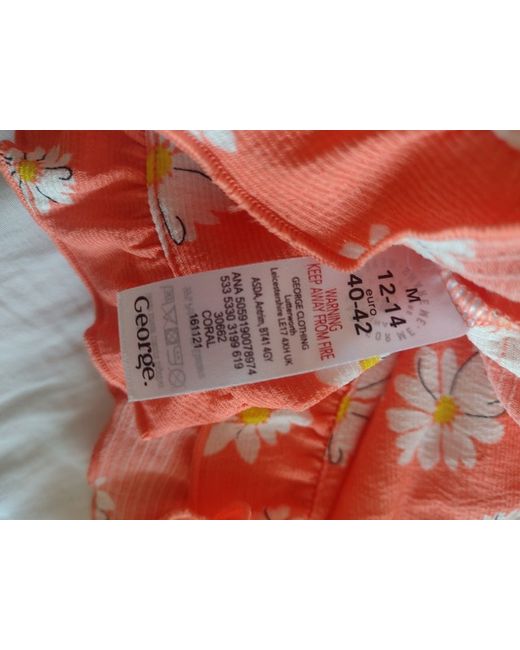 M
12-14
euro
40-42
WARNING
KEEP AWAY FROM FIRE
GEORGE CLOTHING
Lutterworth
Leicestershire LE17 4XH UK
ASDA, Antrim, BT41 4GY
ANA 5059190078974
533 5330 3199 619
30662
CORAL
161121
George.